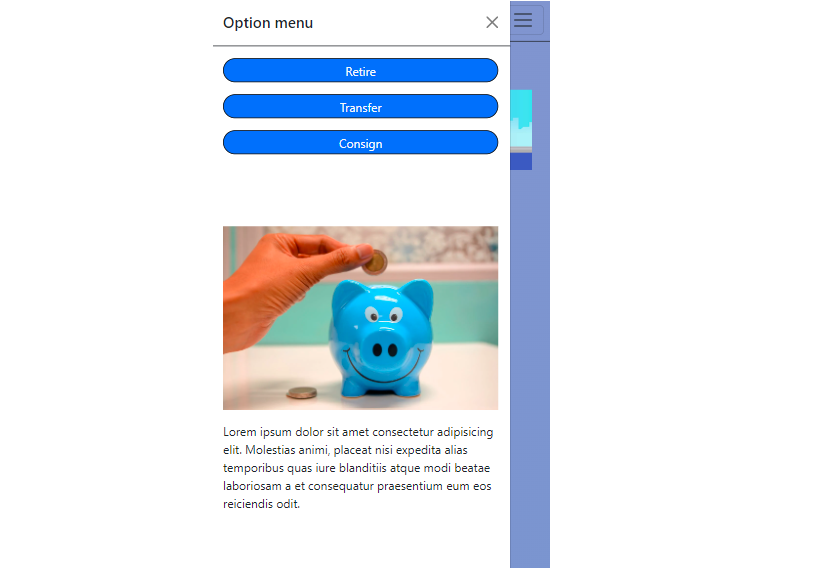 Option menu
Retire
Transfer
Consign
Lorem ipsum dolor sit amet consectetur adipisicing
elit. Molestias animi, placeat nisi expedita alias
temporibus quas iure blanditiis atque modi beatae
laboriosam a et consequatur praesentium eum eos
reiciendis odit.